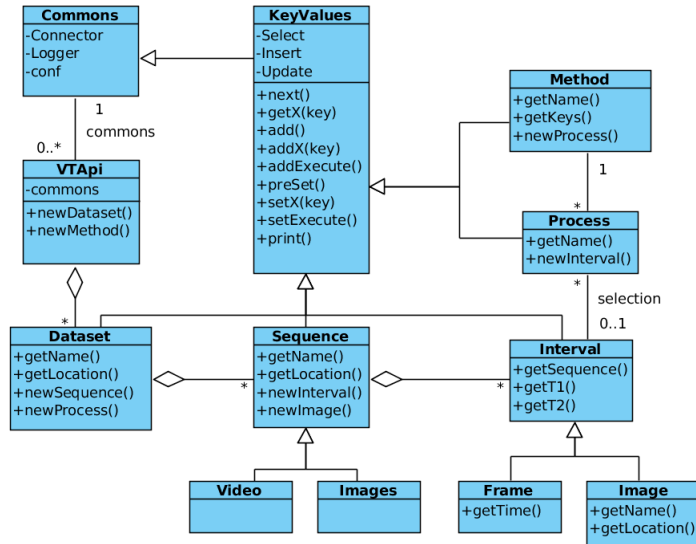 Commons
-Connector
-Logger
-conf
KeyValues
-Select
-Insert
-Update
+next()
+getX(key)
+add()
+addX(key)
+addExecute()
+preSet()
+setX(key)
+setExecute()
+print()
Method
+getName()
+getKeys()
+newProcess()
1
commons
0..*
VTApi
-commons
+newDataset()
+newMethod()
1
*
Process
+getName()
+newInterval()
*
selection
0..1
*
Dataset
+getName()
+getLocation()
+newSequence()
+newProcess()
*
Sequence
+getName()
+getLocation()
+newInterval()
+newImage()
*
Interval
+getSequence()
+getT1()
+getT2()
Video
Images
Frame
+getTime()
Image
+getName()
+getLocation()